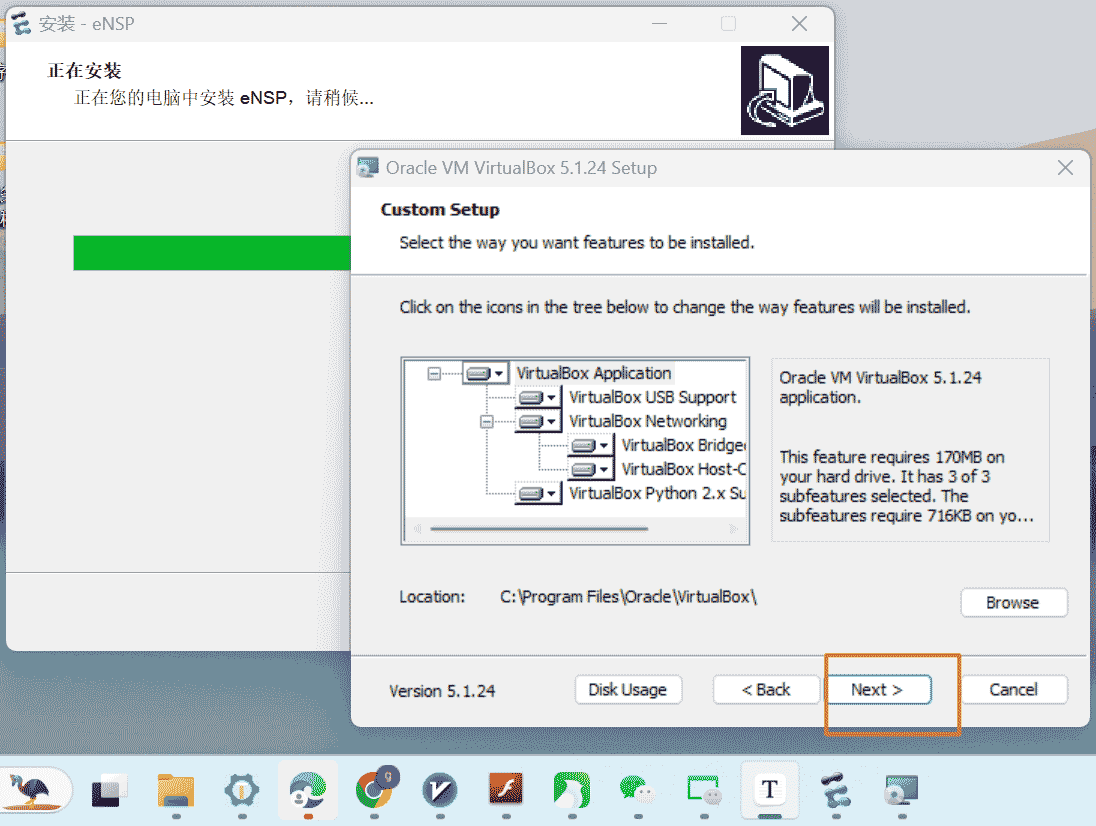 安装 - eNSP
正在安装
正在您的电脑中安装 eNSP，请稍候...
Oracle VM VirtualBox 5.1.24 Setup
Custom Setup
Select the way you want features to be installed.
Click on the icons in the tree below to change the way features will be installed.
VirtualBox Application
VirtualBox USB Support
VirtualBox Networking
VirtualBox Bridge
VirtualBox Host-
VirtualBox Python 2.x Su
Oracle VM VirtualBox 5.1.24
application.
This feature requires 170MB on
your hard drive. It has 3 of 3
subfeatures selected. The
subfeatures require 716KB on yo...
Location: C:\Program Files\Oracle\VirtualBox\
Browse
Version 5.1.24
Disk Usage
< Back
Next >
Cancel
g
T